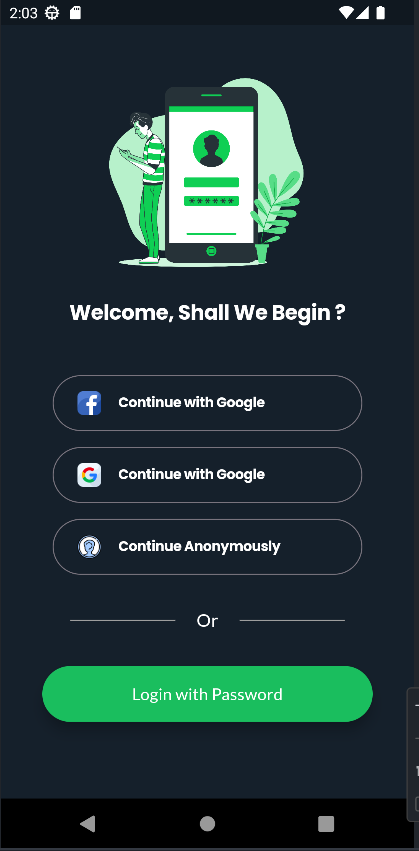 2:03
******
Welcome, Shall We Begin ?
Continue with Google
Continue with Google
Continue Anonymously
Or
Login with Password